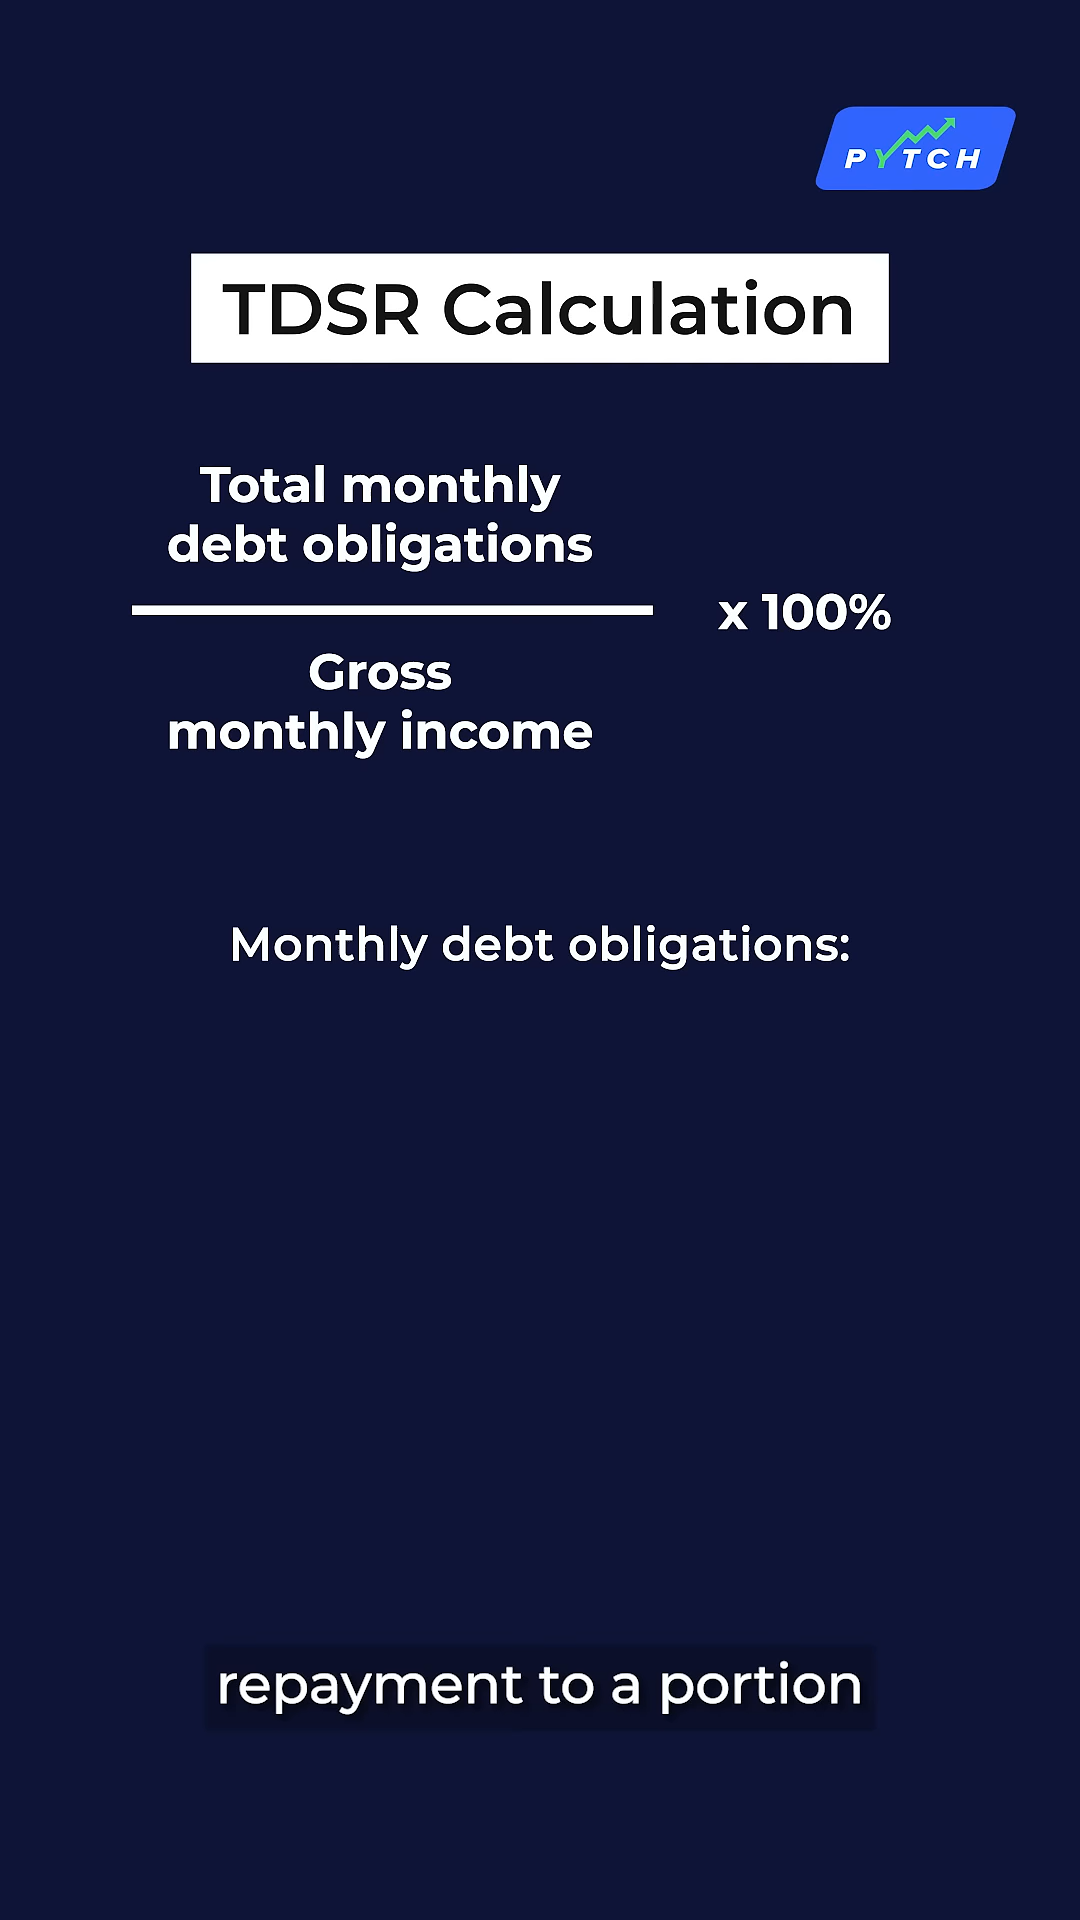 PYTCH
TDSR Calculation
Total monthly
debt obligations
x 100%
Gross
monthly income
Monthly debt obligations:
repayment to a portion